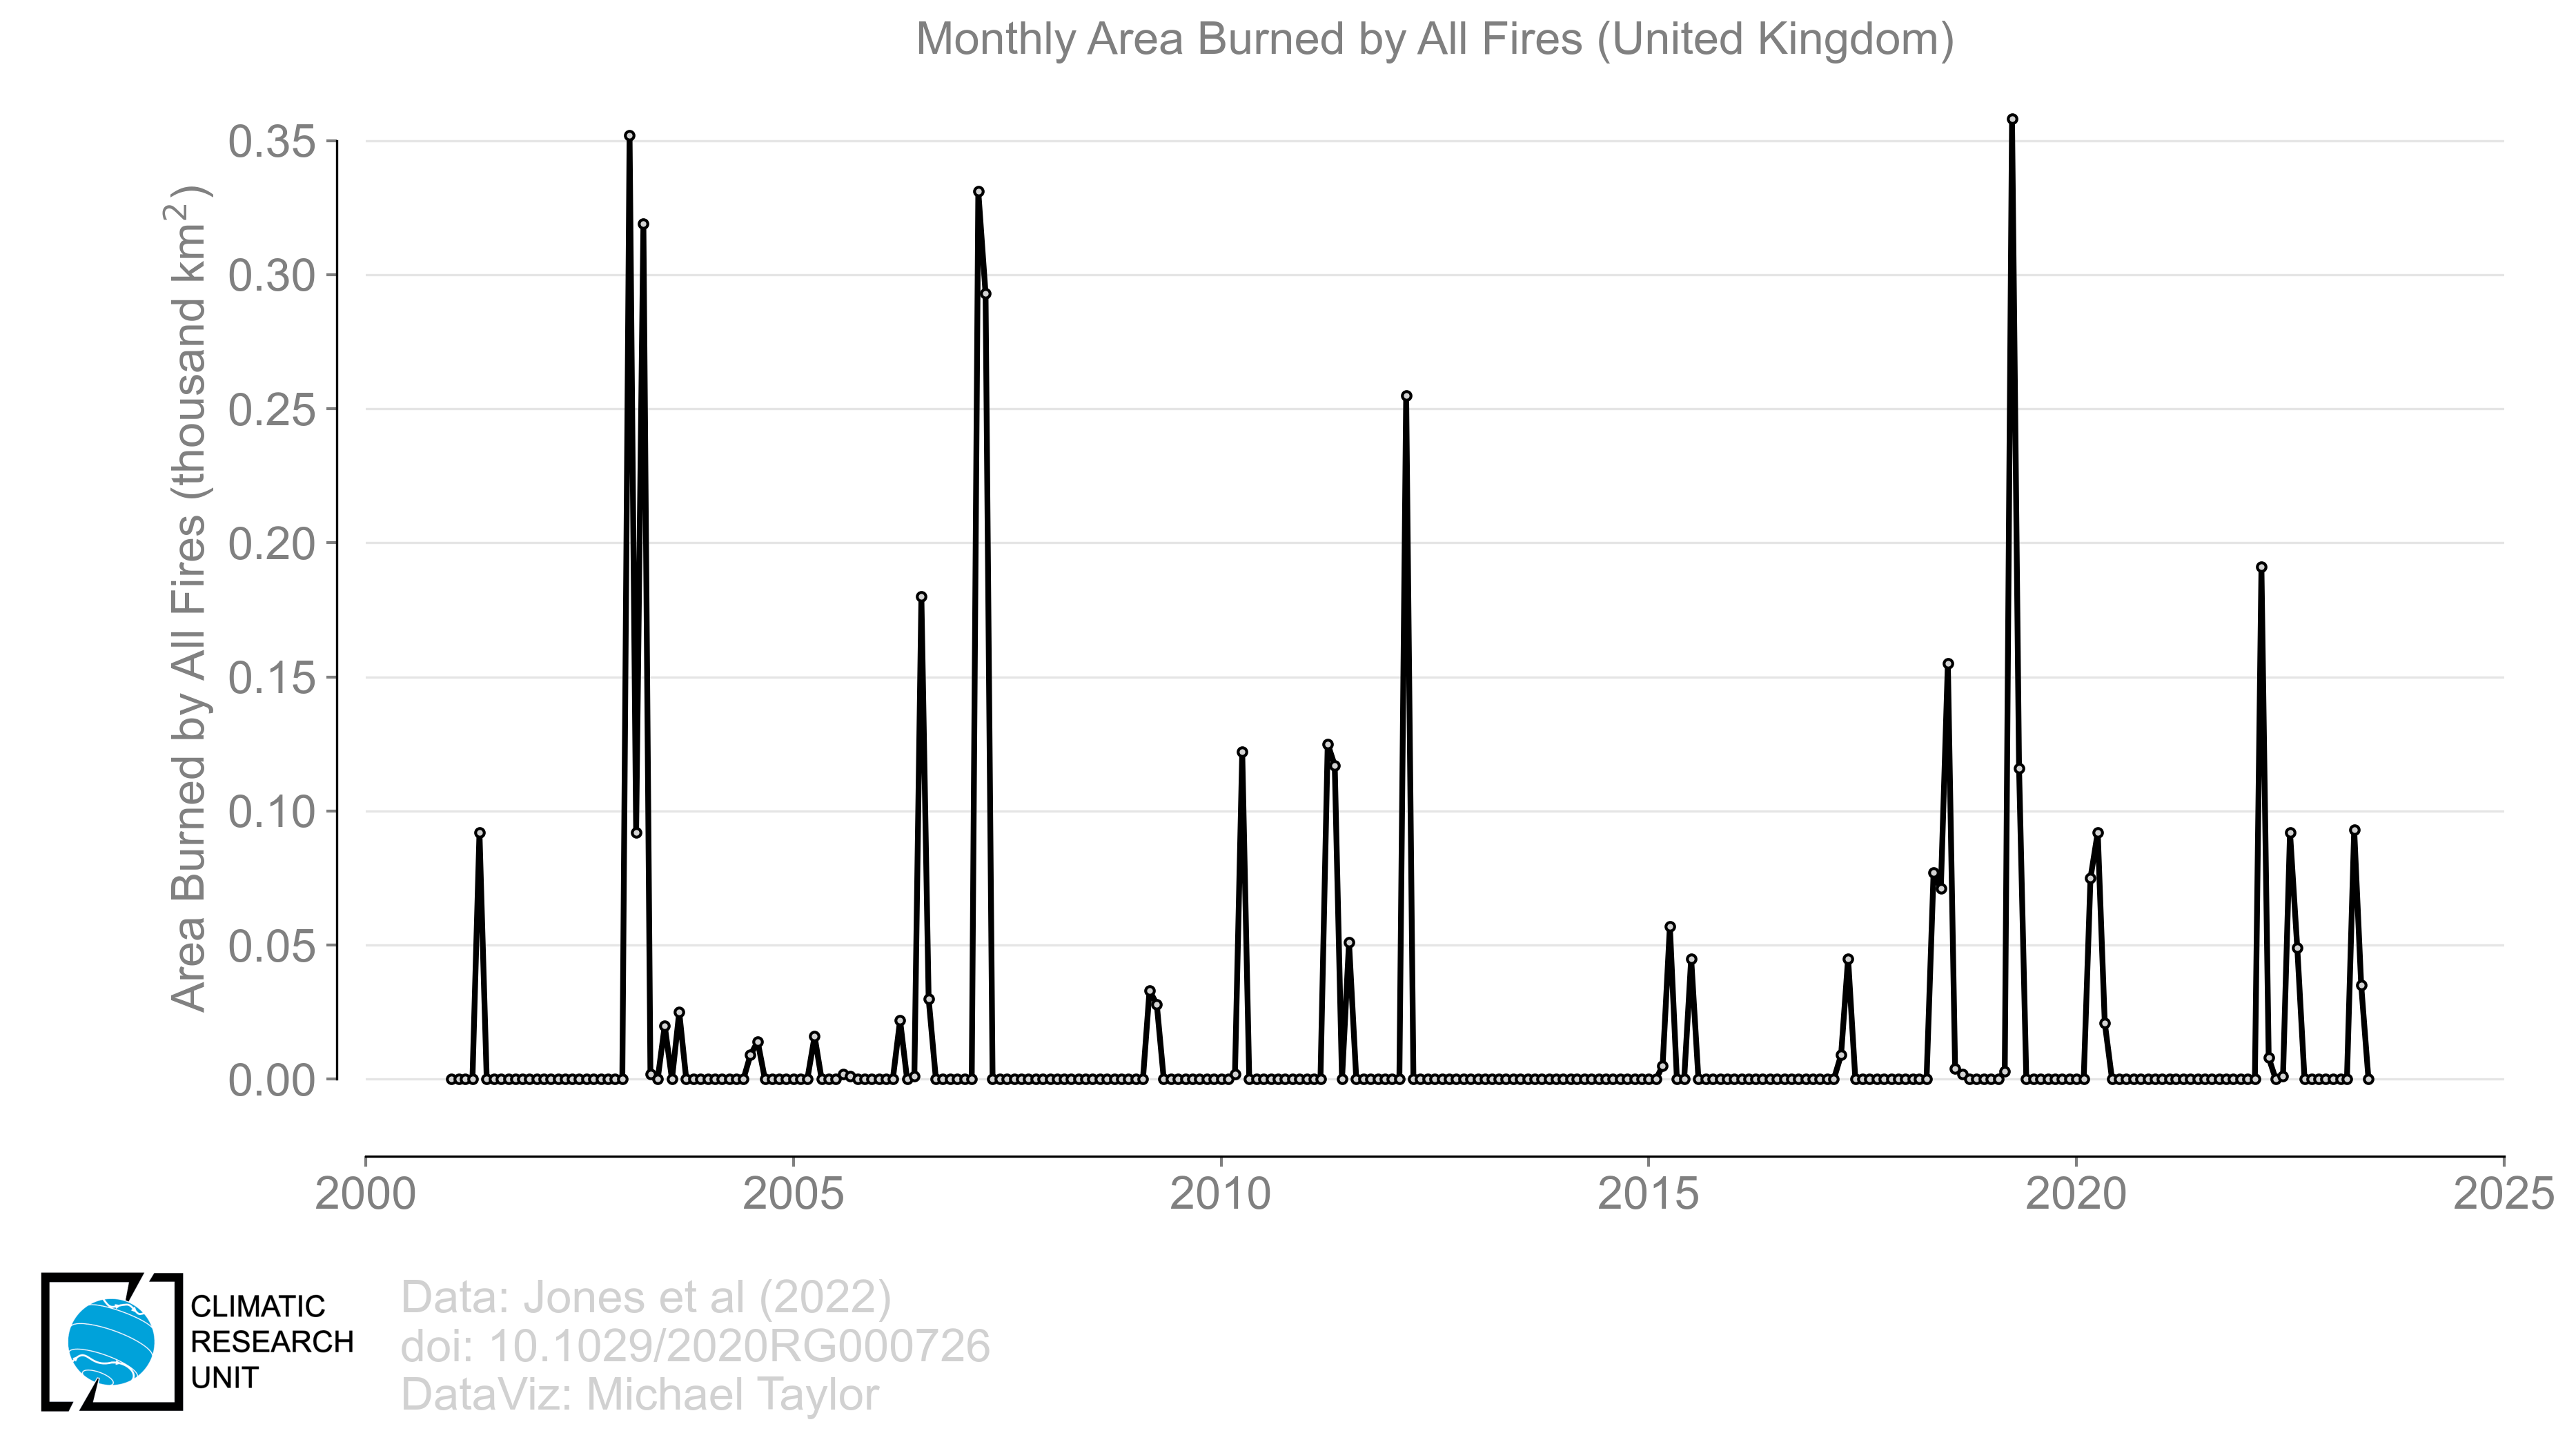 Monthly Area Burned by All Fires (United Kingdom)
Area Burned by All Fires (thousand km²)
0.35
0.30
0.25
0.20
0.15
0.10
0.05
0.00
2000
2005
2010
2015
2020
2025
CLIMATIC
RESEARCH
UNIT
Data: Jones et al (2022)
doi: 10.1029/2020RG000726
DataViz: Michael Taylor